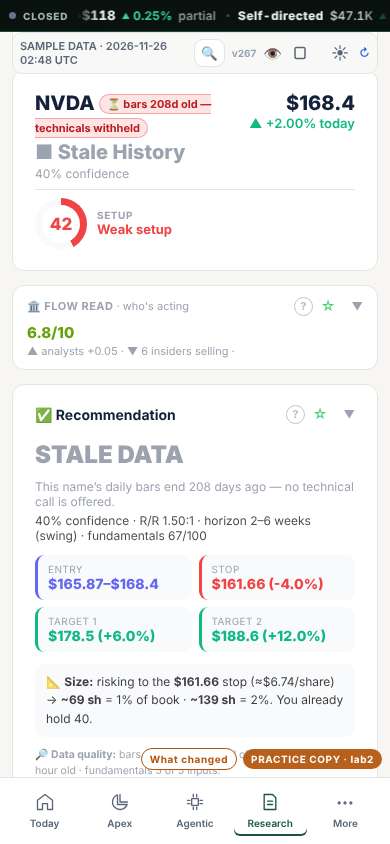 CLOSED $118 ▲ 0.25% partial · Self-directed $47.1K ▲
SAMPLE DATA · 2026-11-26
02:48 UTC
v267
NVDA ⏳ bars 208d old —
technicals withheld
$168.4
▲ +2.00% today
■ Stale History
40% confidence
42
SETUP
Weak setup
🏛 FLOW READ · who's acting
?
6.8/10
▲ analysts +0.05 · ▼ 6 insiders selling ·
✅ Recommendation
?
STALE DATA
This name's daily bars end 208 days ago — no technical
call is offered.
40% confidence · R/R 1.50:1 · horizon 2–6 weeks
(swing) · fundamentals 67/100
ENTRY
$165.87–$168.4
STOP
$161.66 (-4.0%)
TARGET 1
$178.5 (+6.0%)
TARGET 2
$188.6 (+12.0%)
📐 Size: risking to the $161.66 stop (≈$6.74/share)
→ ~69 sh = 1% of book · ~139 sh = 2%. You already
hold 40.
🔎 Data quality: bars
What changed
PRACTICE COPY · lab2
hour old · fundamentals 5 of 5 inputs.
Today
Apex
Agentic
Research
More